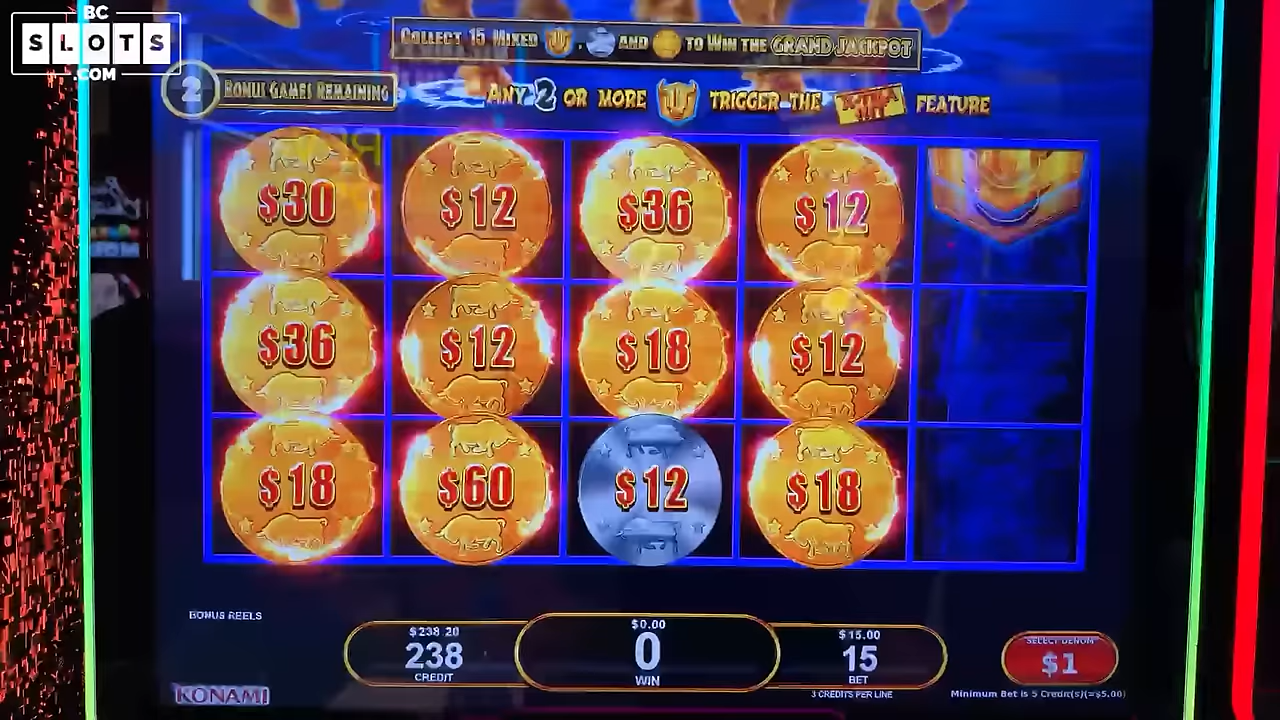 BC
SLOTS
.COM
COLLECT 15 MIXED , AND TO WIN THE GRAND JACKPOT
2 BONUS GAMES REMAINING
ANY 2 OR MORE TRIGGER THE FEATURE
$30 $12 $36 $12
$36 $12 $18 $12
$18 $60 $12 $18
BONUS REELS
$238.20 $0.00 $15.00 SELECT DENOM
238 0 15 $1
CREDIT WIN BET
3 CREDITS PER LINE Minimum Bet is 5 Credit(s)(=$5.00)
KONAMI